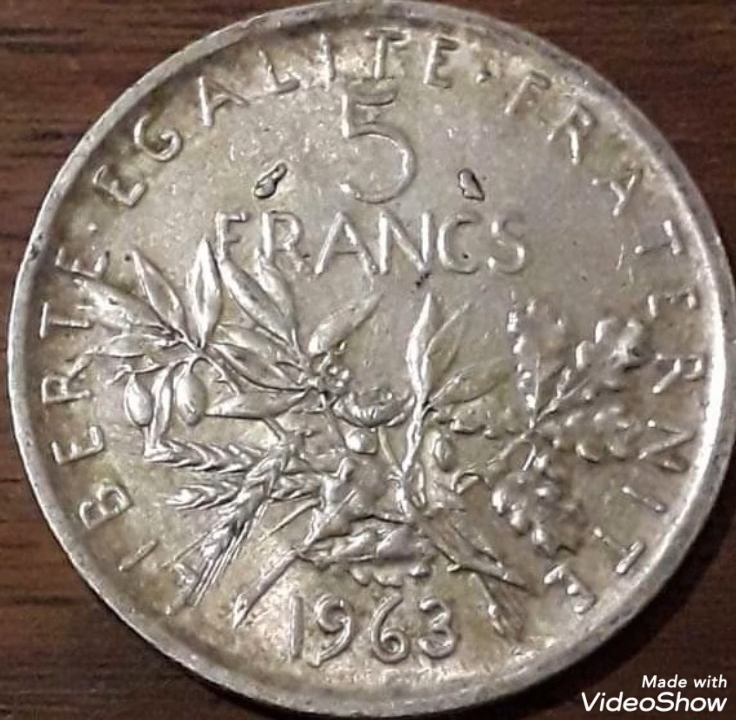 LIBERTE · EGALITE · FRATERNITE
5
FRANCS
1963
Made with
VideoShow